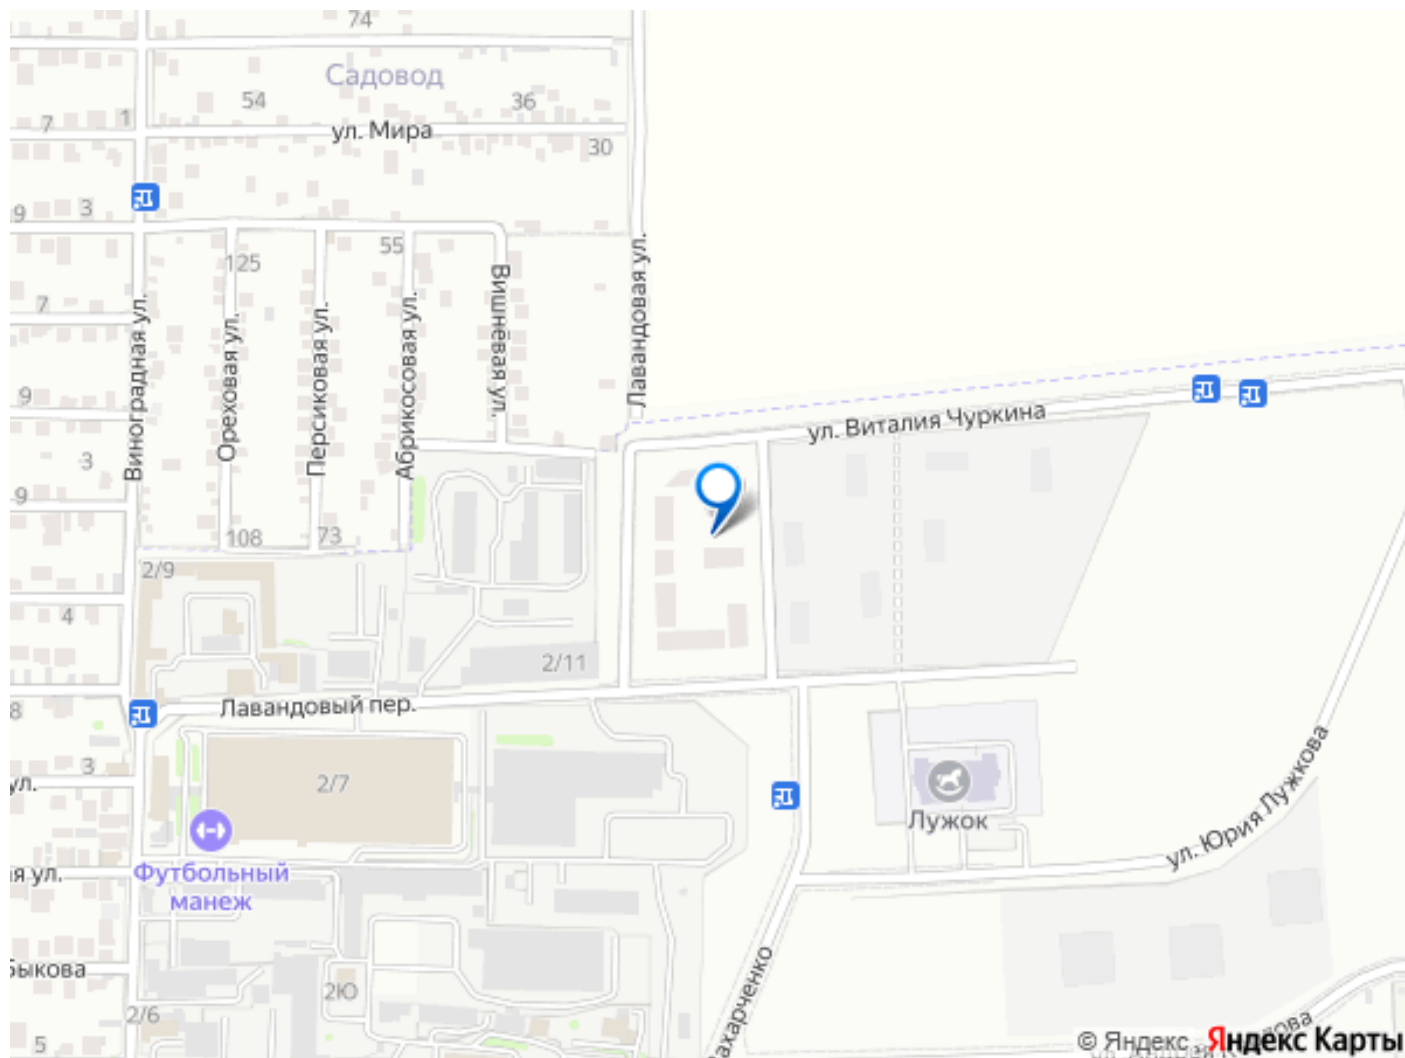 74
Садовод
54
36
7
1
ул. Мира
30
9
3
55
125
Виноградная ул.
Ореховая ул.
Персиковая ул.
Абрикосовая ул.
Вишнёвая ул.
Лавандовая ул.
7
9
ул. Виталия Чуркина
3
9
108
73
2/9
4
2/11
8
Лавандовый пер.
3
ул.
2/7
Лужок
ул. Юрия Лужкова
я ул.
Футбольный
манеж
ыкова
2Ю
2/6
5
ахарченко
ова
© Яндекс Яндекс Карты